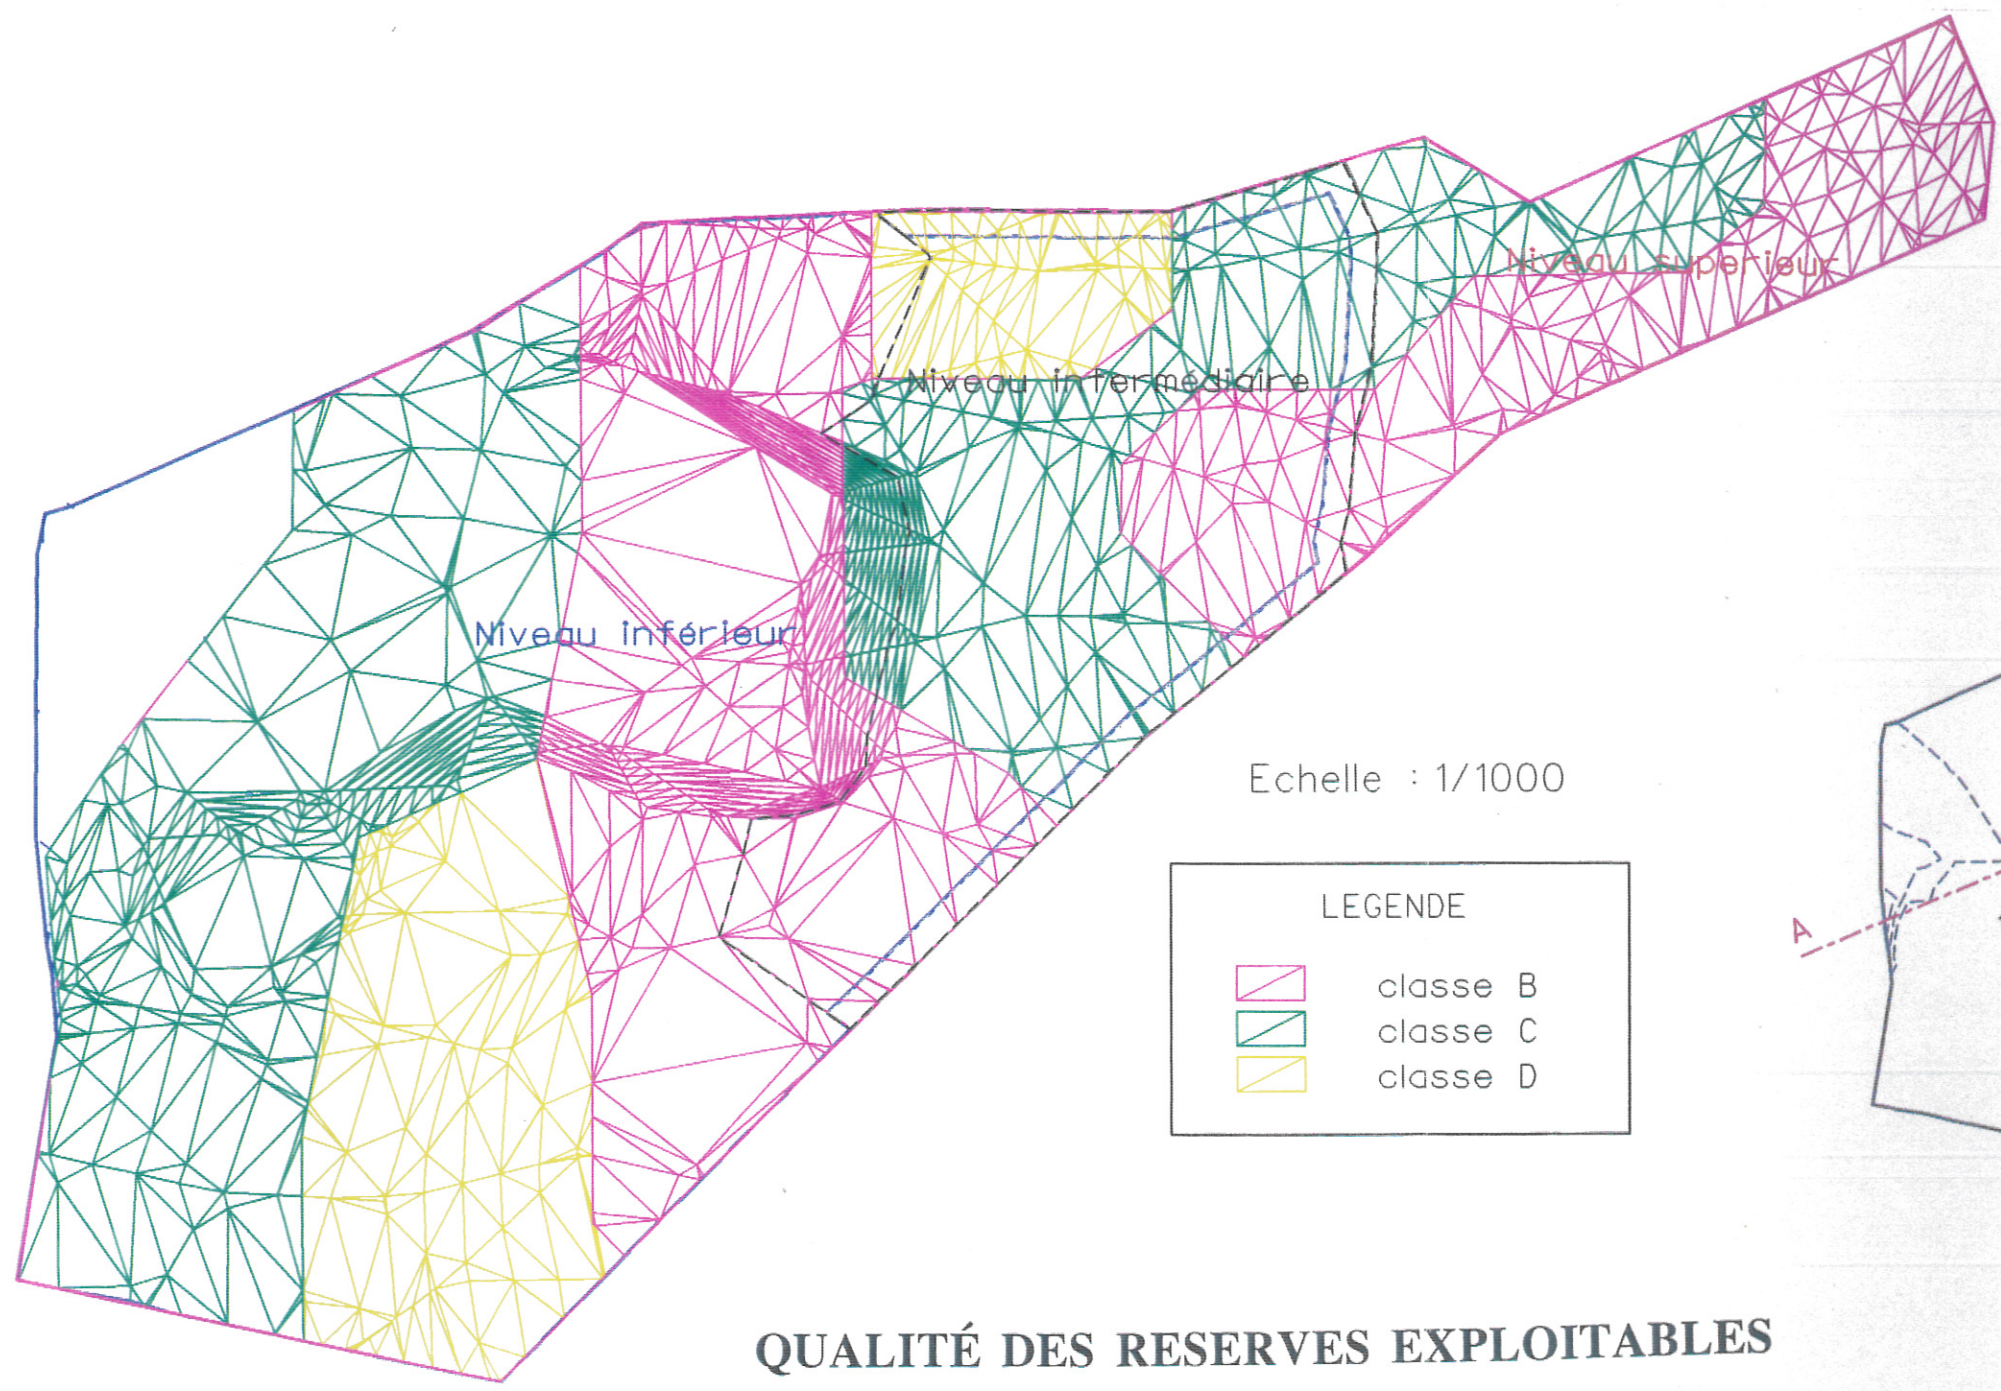 Niveau supérieur
Niveau intermédiaire
Niveau inférieur
Echelle : 1/1000
LEGENDE
classe B
classe C
classe D
A
QUALITÉ DES RESERVES EXPLOITABLES